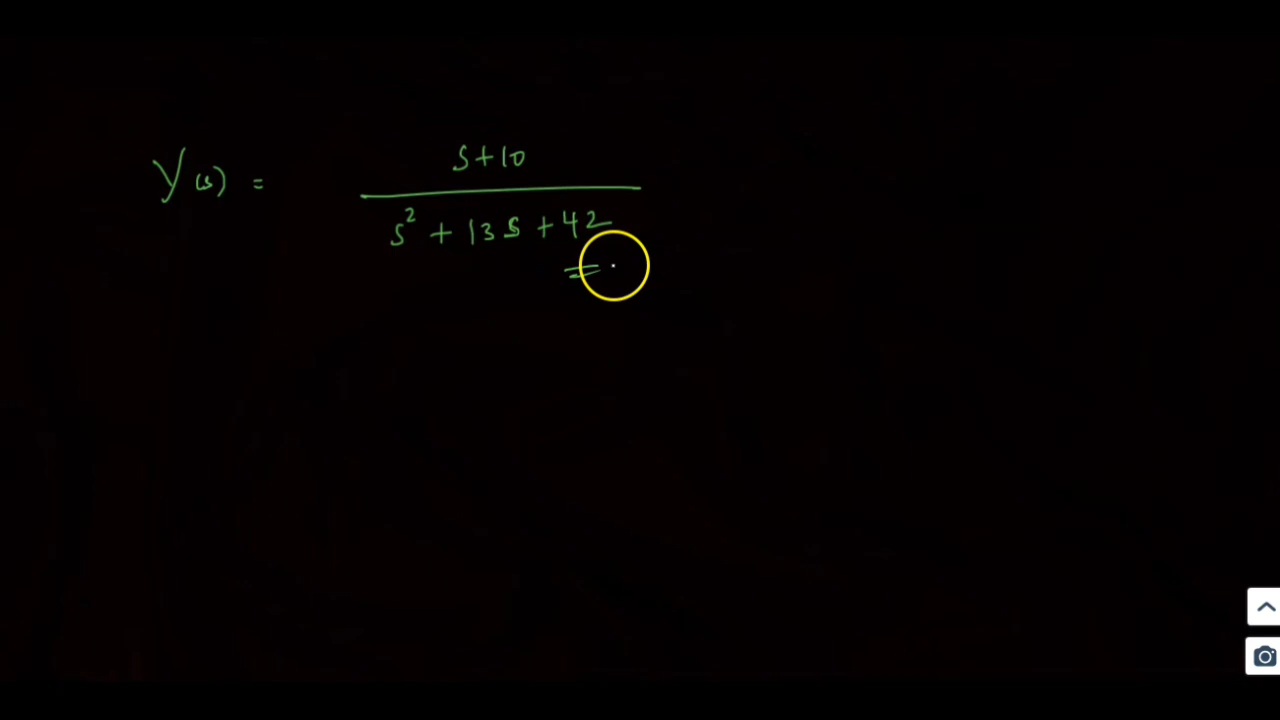 Y(s) =
s+10
s² + 13s + 42
=